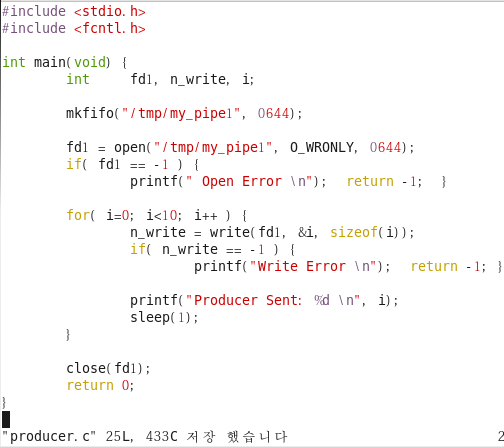 #include <stdio.h>
#include <fcntl.h>
int main(void) {
int fd1, n_write, i;
mkfifo("/tmp/my_pipe1", 0644);
fd1 = open("/tmp/my_pipe1", O_WRONLY, 0644);
if( fd1 == -1 ) {
printf(" Open Error \n"); return -1; }
for( i=0; i<10; i++ ) {
n_write = write(fd1, &i, sizeof(i));
if( n_write == -1 ) {
printf("Write Error \n"); return -1; }
printf("Producer Sent: %d \n", i);
sleep(1);
}
close(fd1);
return 0;
}
"producer.c" 25L, 433C 저장 했습니다 2